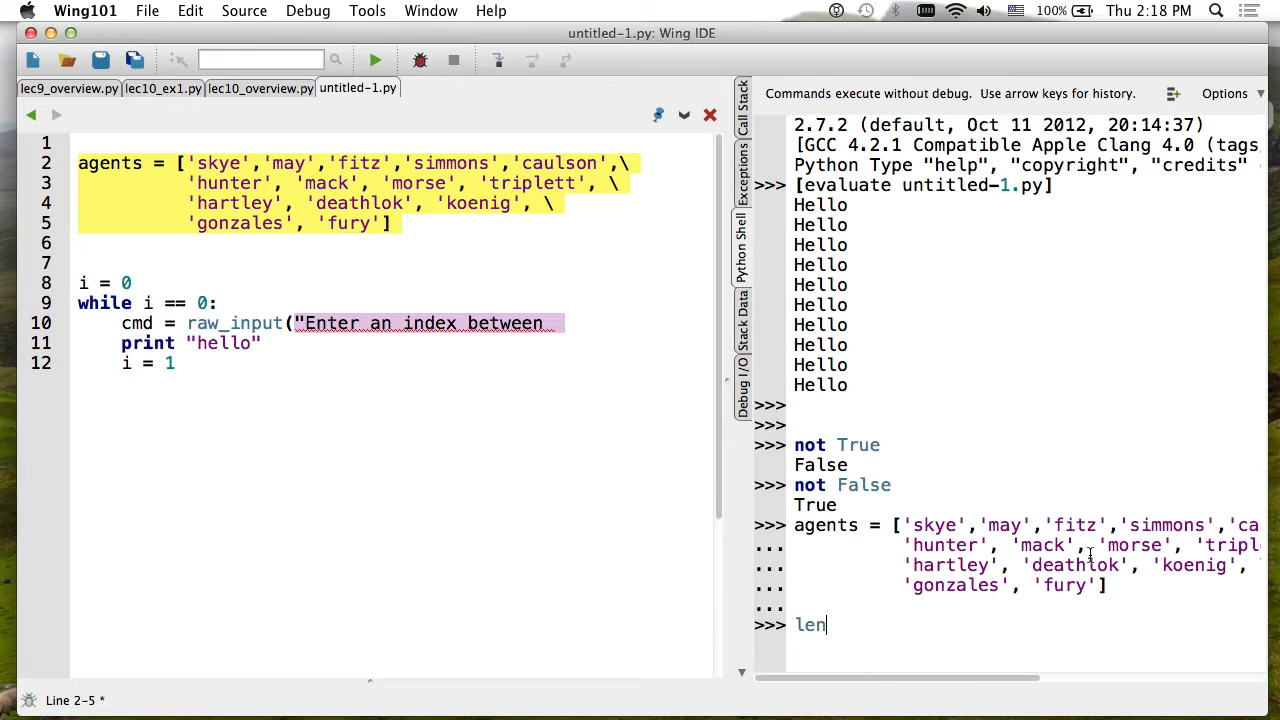 Wing101 File Edit Skyse Debug Tools Window Help 100% Thu 2:18 PM
untitled-1.py: Wing IDE
lec9_overview.py lec10_ex1.py lec10_overview.py untitled-1.py
1
2 agents = ['skye','may','fitz','simmons','caulson',\
3 'hunter', 'mack', 'morse', 'triplett', \
4 'hartley', 'deathlok', 'koenig', \
5 'gonzales', 'fury']
6
7
8 i = 0
9 while i == 0:
10 cmd = raw_input("Enter an index between
11 print "hello"
12 i = 1
Line 2-5 *
Call Stack
Exceptions
Python Shell
Stack Data
Debug I/O
Commands execute without debug. Use arrow keys for history. Options
2.7.2 (default, Oct 11 2012, 20:14:37)
[GCC 4.2.1 Compatible Apple Clang 4.0 (tags
Python Type "help", "copyright", "credits"
>>> [evaluate untitled-1.py]
Hello
Hello
Hello
Hello
Hello
Hello
Hello
Hello
Hello
Hello
>>>
>>>
>>> not True
False
>>> not False
True
>>> agents = ['skye','may','fitz','simmons','ca
... 'hunter', 'mack', 'morse', 'tripl
... 'hartley', 'deathlok', 'koenig',
... 'gonzales', 'fury']
...
>>> len